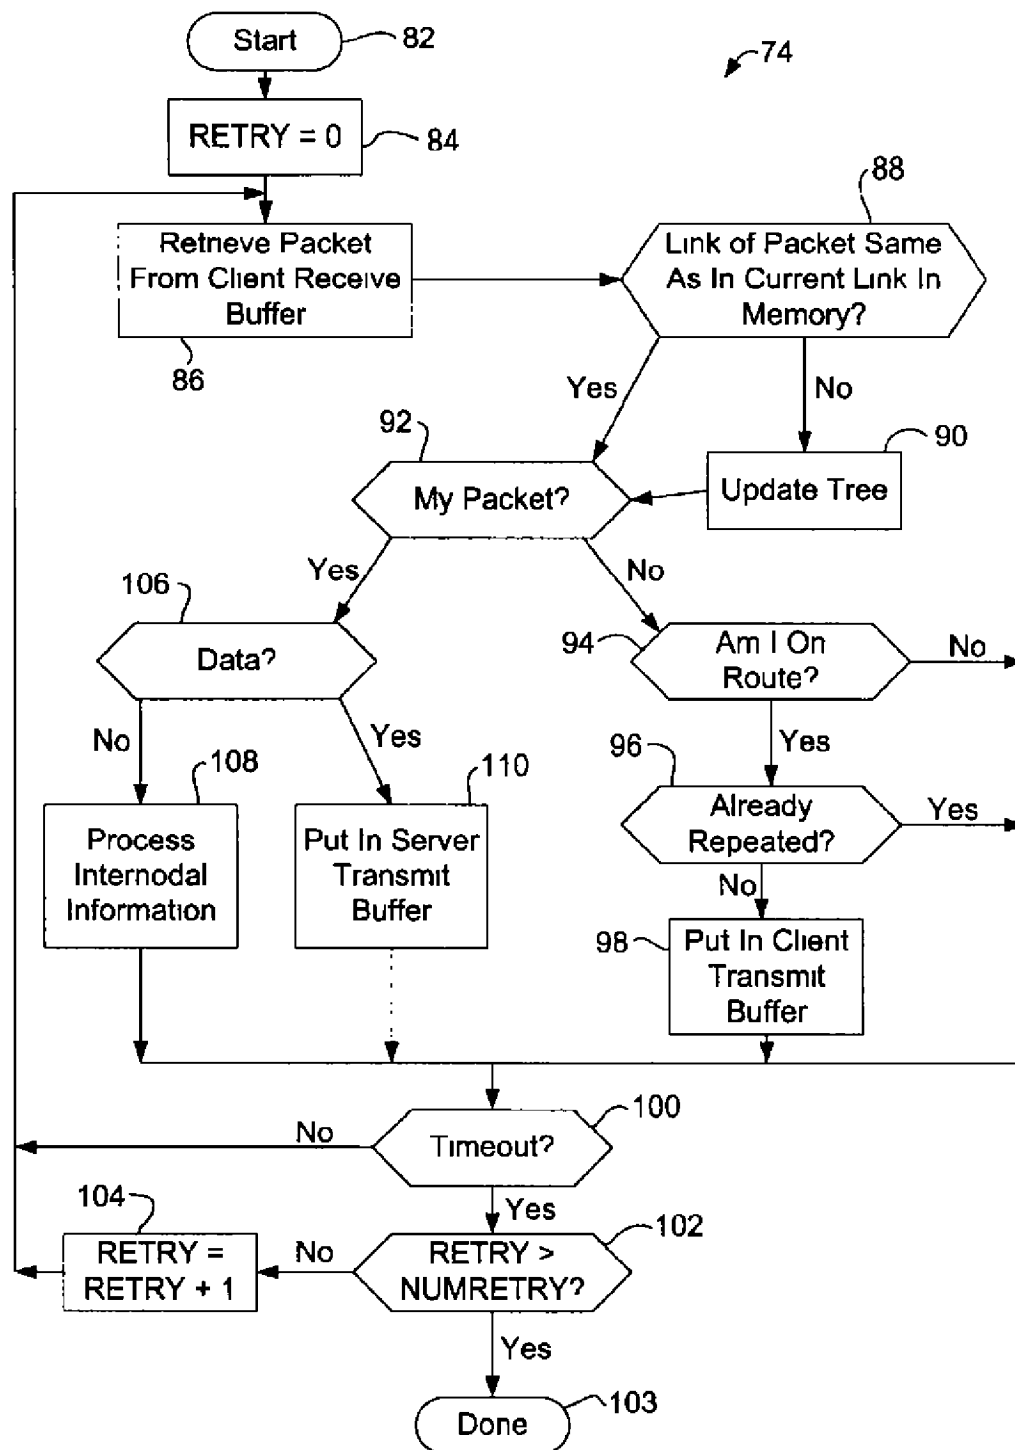 Start
82
74
RETRY = 0
84
88
Retrieve Packet
From Client Receive
Buffer
86
Link of Packet Same
As In Current Link In
Memory?
Yes
No
92
90
My Packet?
Update Tree
Yes
No
106
94
Data?
Am I On
Route?
No
No
Yes
Yes
108
110
96
Process
Internodal
Information
Put In Server
Transmit
Buffer
Already
Repeated?
Yes
No
98
Put In Client
Transmit
Buffer
100
No
Timeout?
Yes
104
102
RETRY =
RETRY + 1
No
RETRY >
NUMRETRY?
Yes
Done
103